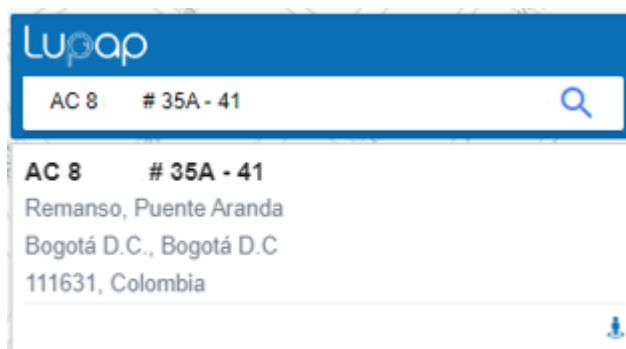 Lupap
AC 8 # 35A - 41
AC 8 # 35A - 41
Remanso, Puente Aranda
Bogotá D.C., Bogotá D.C
111631, Colombia